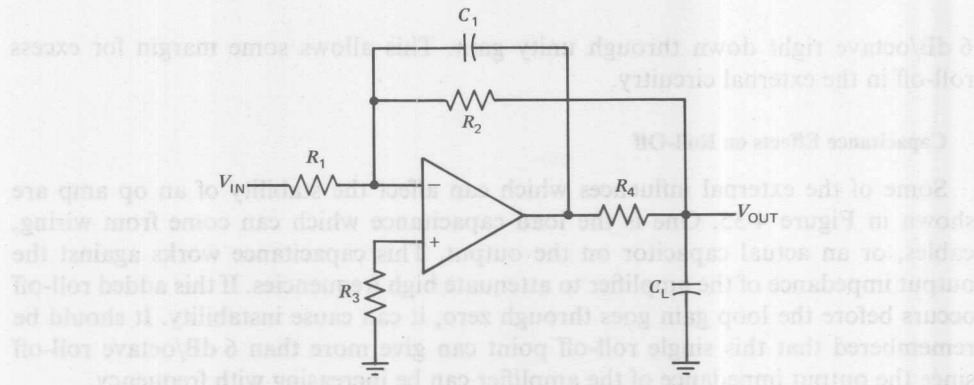 C1
6 dB/octave right down through unity gain. This allows some margin for excess
roll-off in the external circuitry.
R2
Capacitance Effects on Roll-Off
R1
VIN
Some of the external influences which can affect the stability of an op amp are
R4
VOUT
shown in Figure One is the load capacitance which can come from wiring,
+
cables, or an actual capacitor on the output. This capacitance works against the
R3
CL
output impedance of the amplifier to attenuate high frequencies. If this added roll-off
occurs before the loop gain goes through zero, it can cause instability. It should be
remembered that this single roll-off point can give more than 6 dB/octave roll-off
since the output impedance of the amplifier can be increasing with frequency